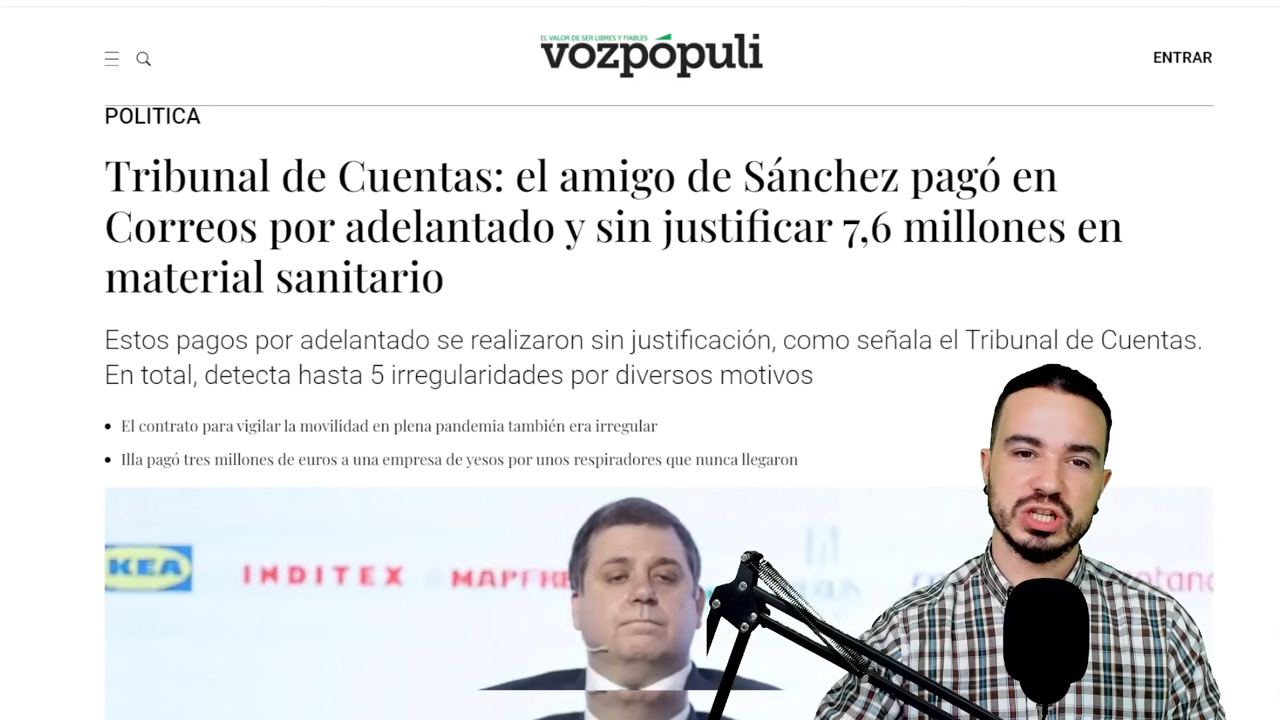 EL VALOR DE SER LIBRES Y FIABLES
vozpópuli
ENTRAR
POLITICA
Tribunal de Cuentas: el amigo de Sánchez pagó en
Correos por adelantado y sin justificar 7,6 millones en
material sanitario
Estos pagos por adelantado se realizaron sin justificación, como señala el Tribunal de Cuentas.
En total, detecta hasta 5 irregularidades por diversos motivos
El contrato para vigilar la movilidad en plena pandemia también era irregular
Illa pagó tres millones de euros a una empresa de yesos por unos respiradores que nunca llegaron
KEA
INDITEX
MAPFRE